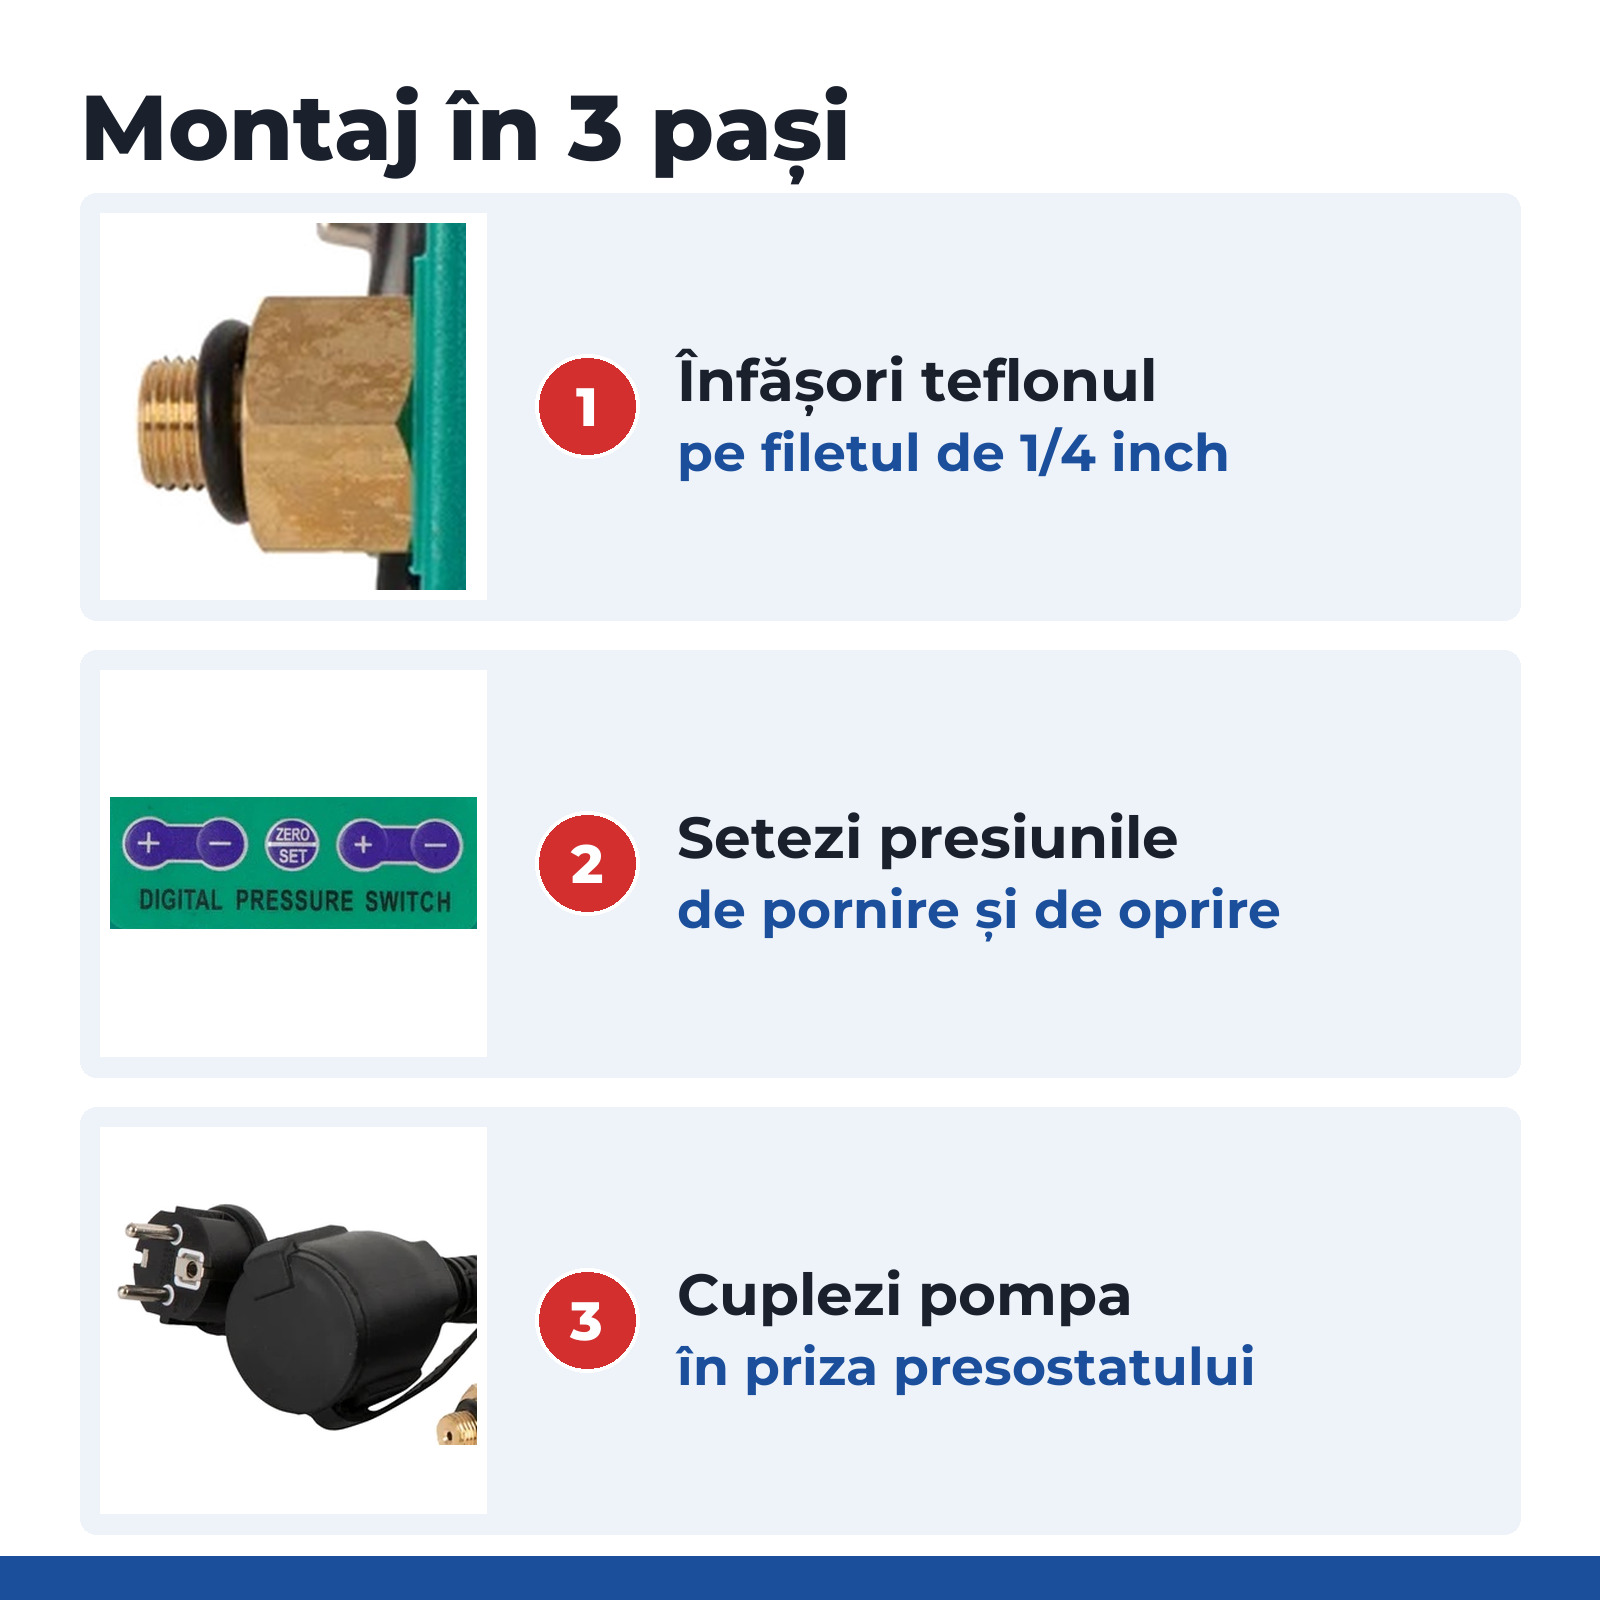 Montaj în 3 pași
1
Înfășori teflonul
pe filetul de 1/4 inch
+ − ZERO SET + −
DIGITAL PRESSURE SWITCH
2
Setezi presiunile
de pornire și de oprire
3
Cuplezi pompa
în priza presostatului